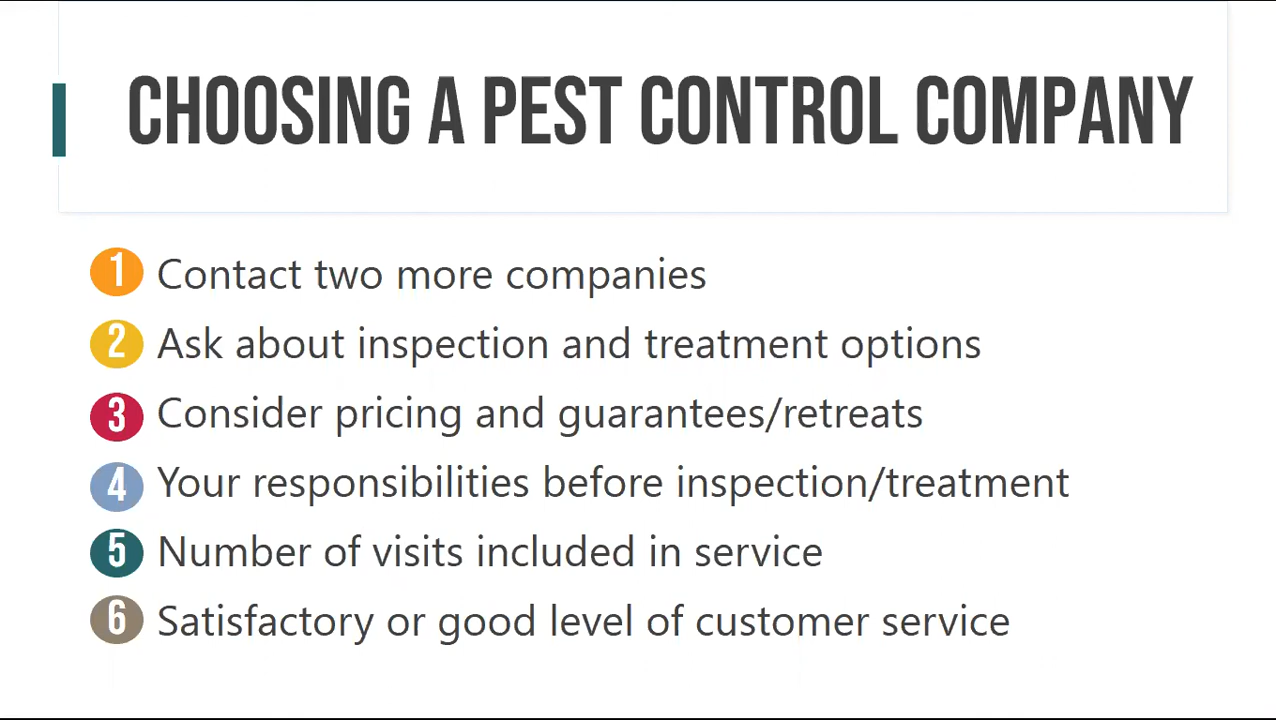 CHOOSING A PEST CONTROL COMPANY
1 Contact two more companies
2 Ask about inspection and treatment options
3 Consider pricing and guarantees/retreats
4 Your responsibilities before inspection/treatment
5 Number of visits included in service
6 Satisfactory or good level of customer service